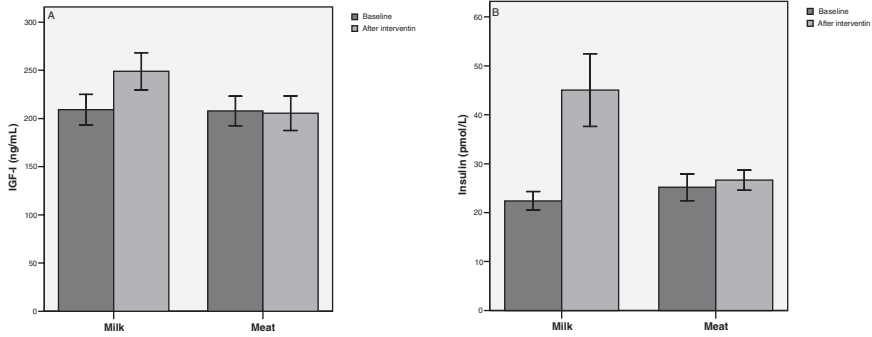 A
Baseline
After interventin
IGF-I (ng/mL)
300
250
200
150
100
50
0
Milk
Meat
B
Baseline
After interventin
Insulin (pmol/L)
60
50
40
30
20
10
0
Milk
Meat